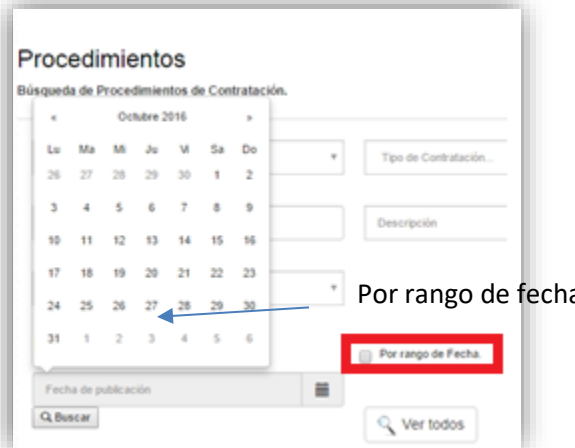 Procedimientos
Búsqueda de Procedimientos de Contratación.
« Octubre 2016 »
Lu Ma Mi Ju Vi Sa Do
26 27 28 29 30 1 2
Tipo de Contratación...
3 4 5 6 7 8 9
Descripción
10 11 12 13 14 15 16
17 18 19 20 21 22 23
Por rango de fecha
24 25 26 27 28 29 30
31 1 2 3 4 5 6
Por rango de Fecha.
Fecha de publicación
Buscar
Ver todos